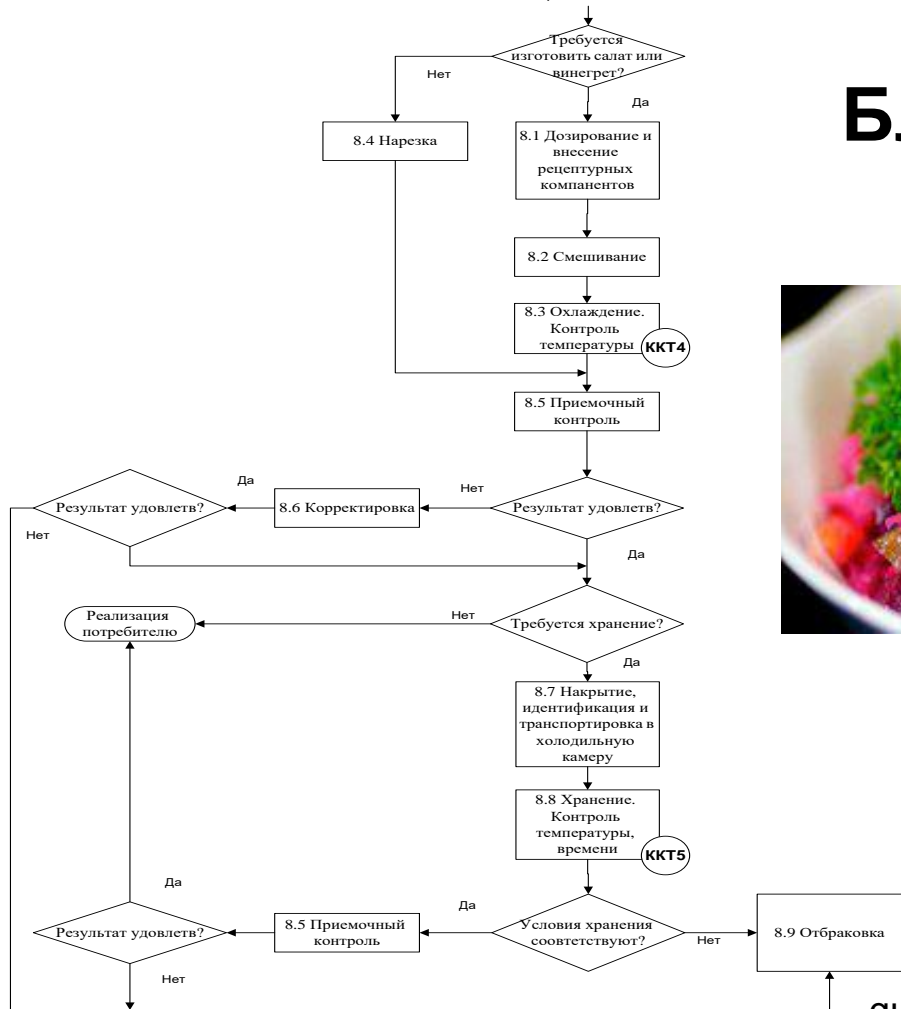 Требуется
изготовить салат или
винегрет?
Нет
Да
8.4 Нарезка
8.1 Дозирование и
внесение
рецептурных
компанентов
8.2 Смешивание
8.3 Охлаждение.
Контроль
температуры
ККТ4
8.5 Приемочный
контроль
Результат удовлетв?
Нет
Да
8.6 Корректировка
Да
Результат удовлетв?
Нет
Требуется хранение?
Нет
Да
Реализация
потребителю
8.7 Накрытие,
идентификация и
транспортировка в
холодильную
камеру
8.8 Хранение.
Контроль
температуры,
времени
ККТ5
Условия хранения
соовтетствуют?
Да
Нет
8.9 Отбраковка
8.5 Приемочный
контроль
Результат удовлетв?
Да
Нет